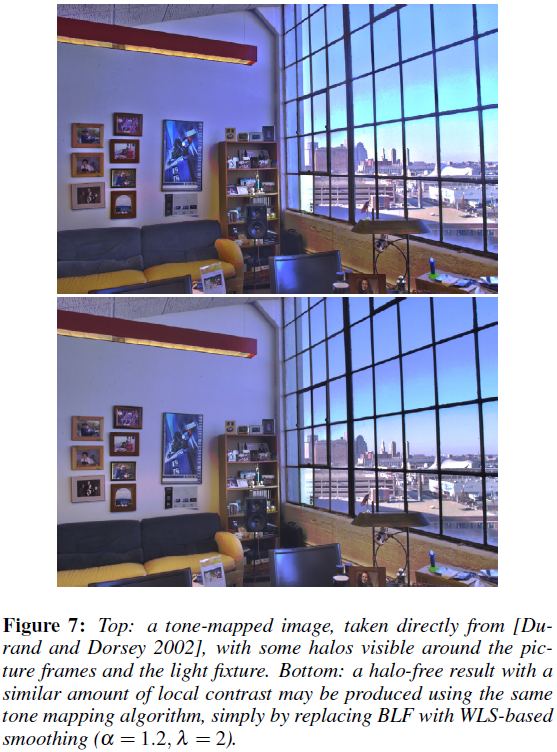 Figure 7: Top: a tone-mapped image, taken directly from [Du-
rand and Dorsey 2002], with some halos visible around the pic-
ture frames and the light fixture. Bottom: a halo-free result with a
similar amount of local contrast may be produced using the same
tone mapping algorithm, simply by replacing BLF with WLS-based
smoothing (α = 1.2, λ = 2).